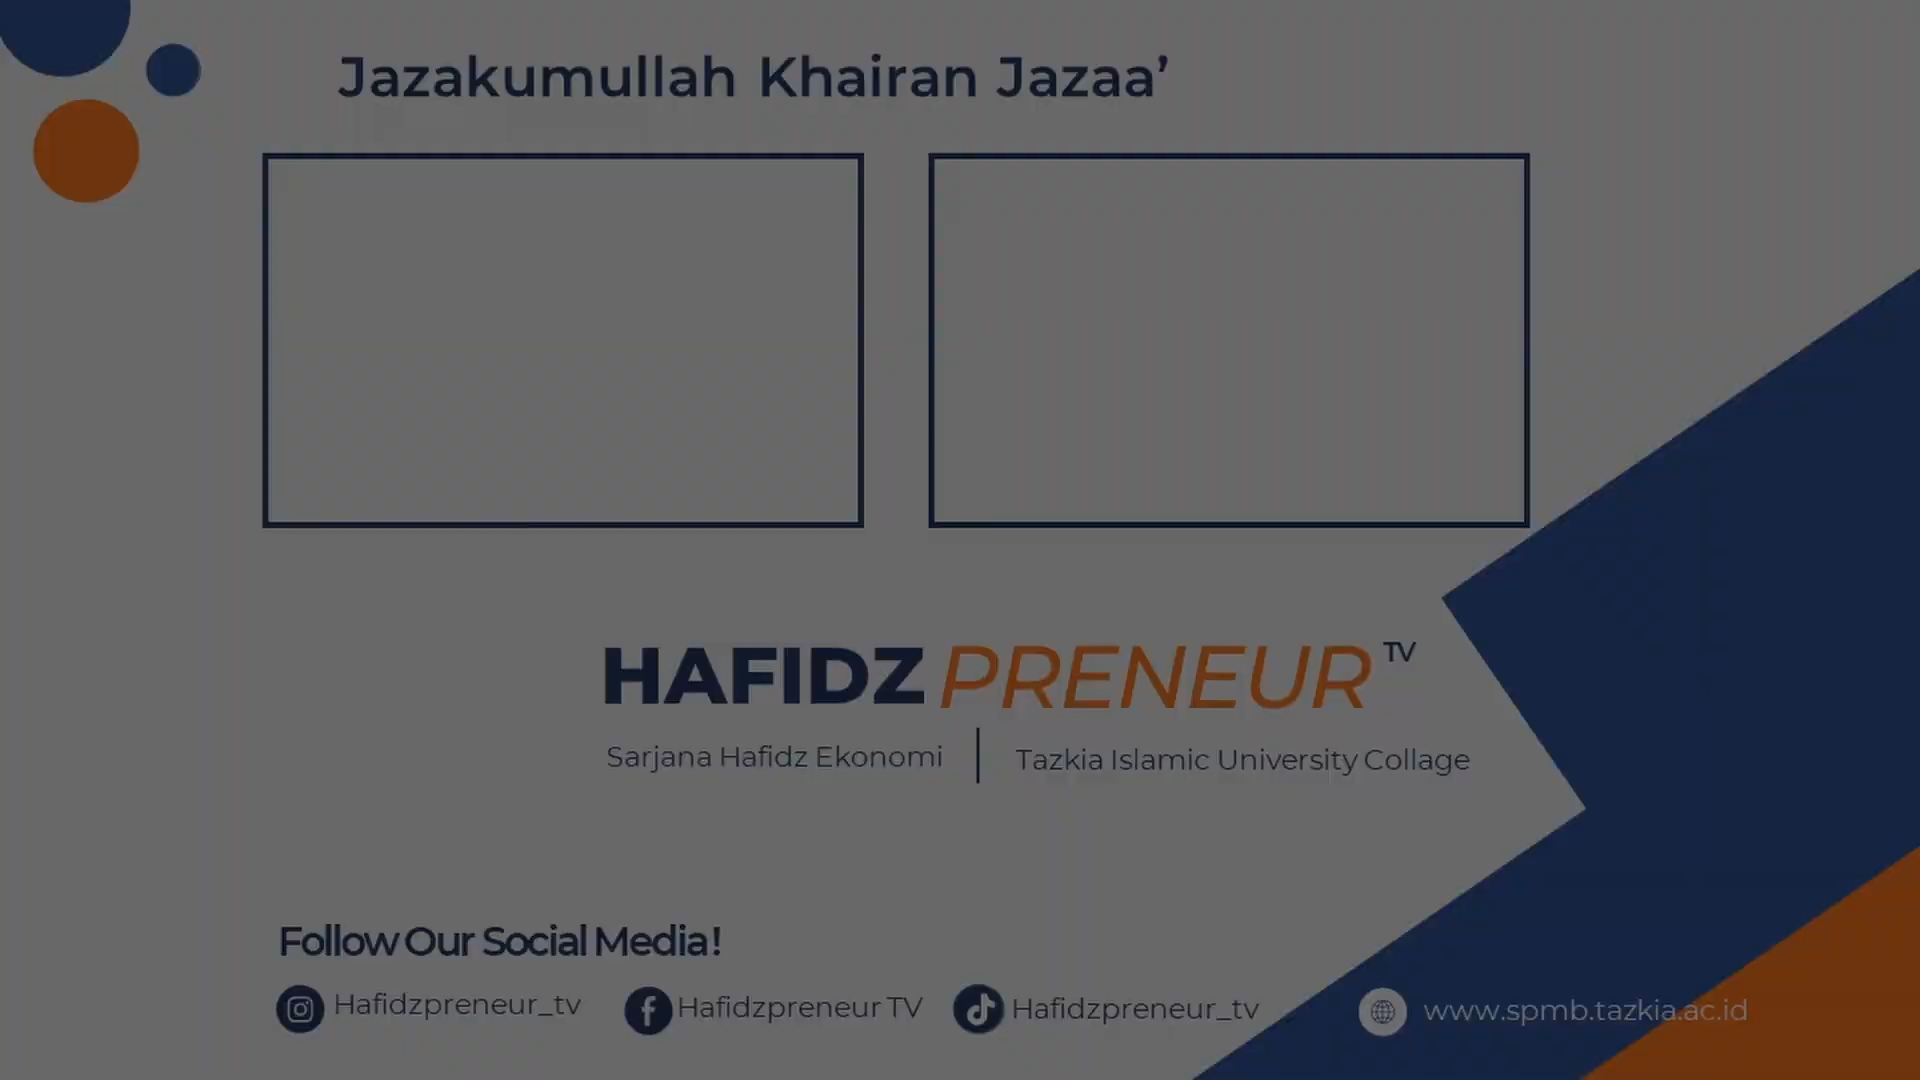 Jazakumullah Khairan Jazaa’
HAFIDZ PRENEUR TV
Sarjana Hafidz Ekonomi | Tazkia Islamic University Collage
Follow Our Social Media!
Hafidzpreneur_tv Hafidzpreneur TV Hafidzpreneur_tv www.spmb.tazkia.ac.id